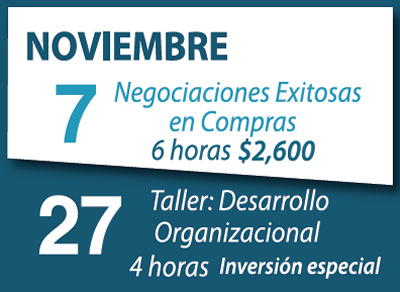 NOVIEMBRE
7 Negociaciones Exitosas
en Compras
6 horas $2,600
27 Taller: Desarrollo
Organizacional
4 horas Inversión especial